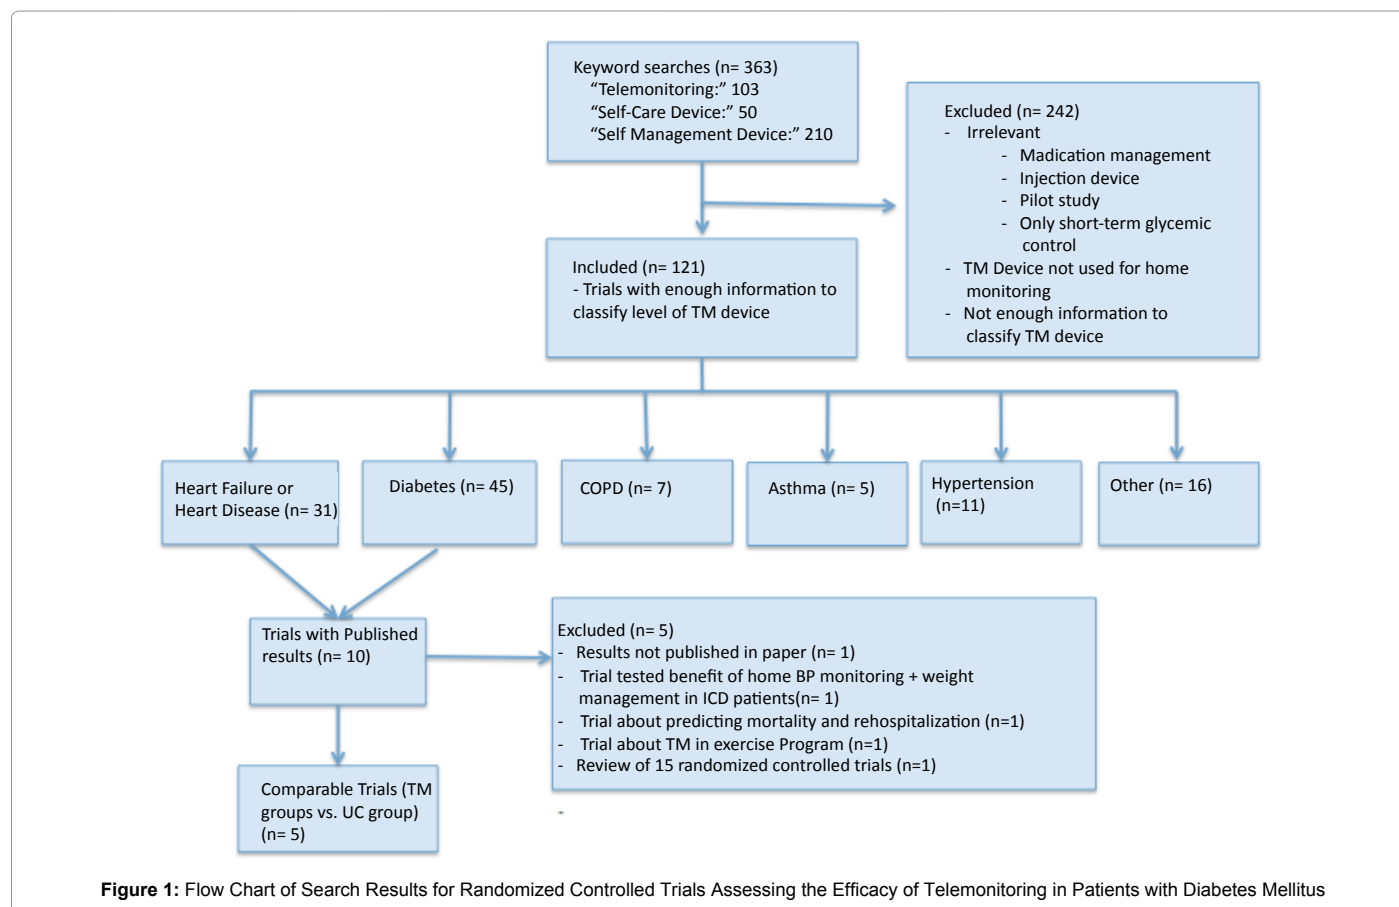 Keyword searches (n= 363)
“Telemonitoring:” 103
“Self-Care Device:” 50
“Self Management Device:” 210
Excluded (n= 242)
- Irrelevant
- Madication management
- Injection device
- Pilot study
- Only short-term glycemic
control
- TM Device not used for home
monitoring
- Not enough information to
classify TM device
Included (n= 121)
- Trials with enough information to
classify level of TM device
Heart Failure or
Heart Disease (n= 31)
Diabetes (n= 45)
COPD (n= 7)
Asthma (n= 5)
Hypertension
(n=11)
Other (n= 16)
Trials with Published
results (n= 10)
Excluded (n= 5)
- Results not published in paper (n= 1)
- Trial tested benefit of home BP monitoring + weight
management in ICD patients(n= 1)
- Trial about predicting mortality and rehospitalization (n=1)
- Trial about TM in exercise Program (n=1)
- Review of 15 randomized controlled trials (n=1)
-
Comparable Trials (TM
groups vs. UC group)
(n= 5)
Figure 1: Flow Chart of Search Results for Randomized Controlled Trials Assessing the Efficacy of Telemonitoring in Patients with Diabetes Mellitus